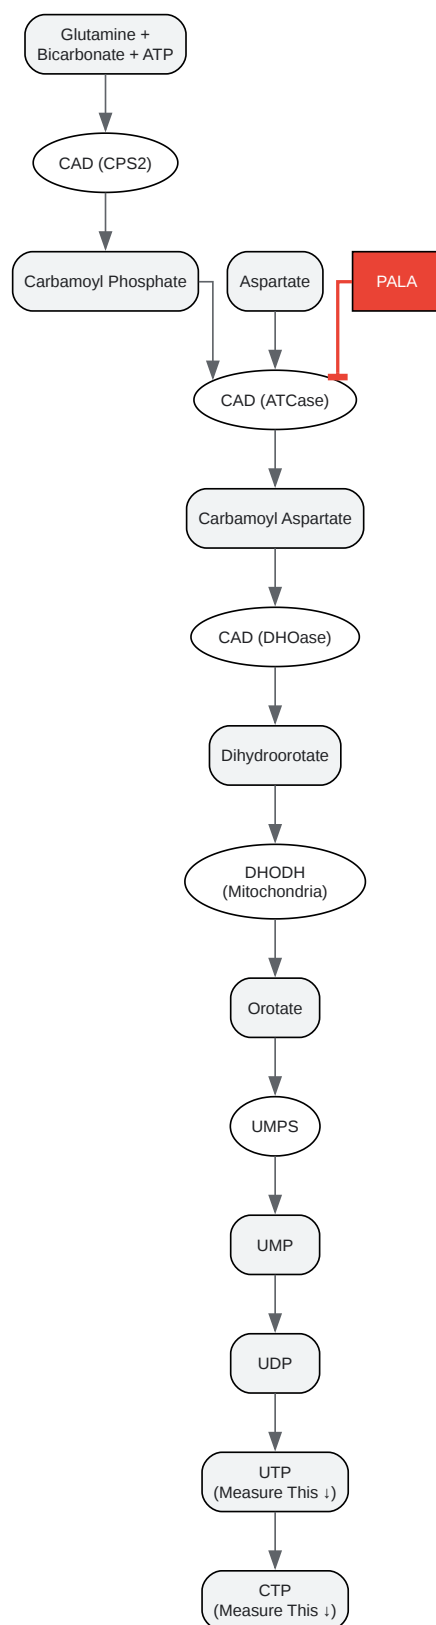 Glutamine +
Bicarbonate + ATP
CAD (CPS2)
Carbamoyl Phosphate
Aspartate
PALA
CAD (ATCase)
Carbamoyl Aspartate
CAD (DHOase)
Dihydroorotate
DHODH
(Mitochondria)
Orotate
UMPS
UMP
UDP
UTP
(Measure This ↓)
CTP
(Measure This ↓)